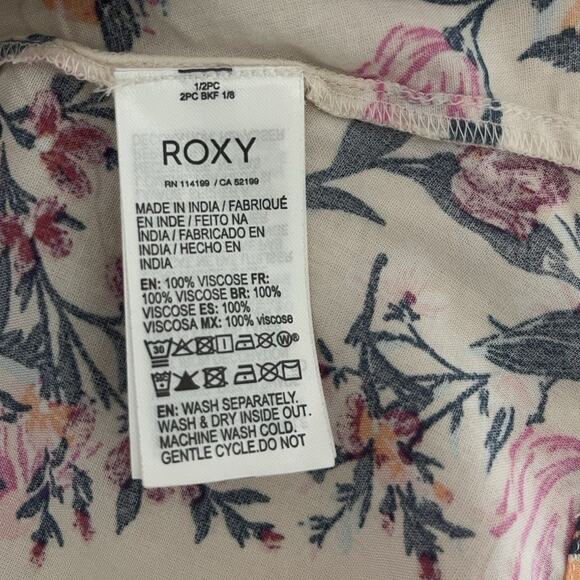 1/2PC
2PC BKF 1/8
ROXY
RN 114199 / CA 52199
MADE IN INDIA / FABRIQUÉ
EN INDE / FEITO NA
INDIA / FABRICADO EN
INDIA / HECHO EN
INDIA
EN: 100% VISCOSE FR:
100% VISCOSE BR: 100%
VISCOSE ES: 100%
VISCOSA MX: 100% viscose
30 W
EN: WASH SEPARATELY.
WASH & DRY INSIDE OUT.
MACHINE WASH COLD.
GENTLE CYCLE.DO NOT